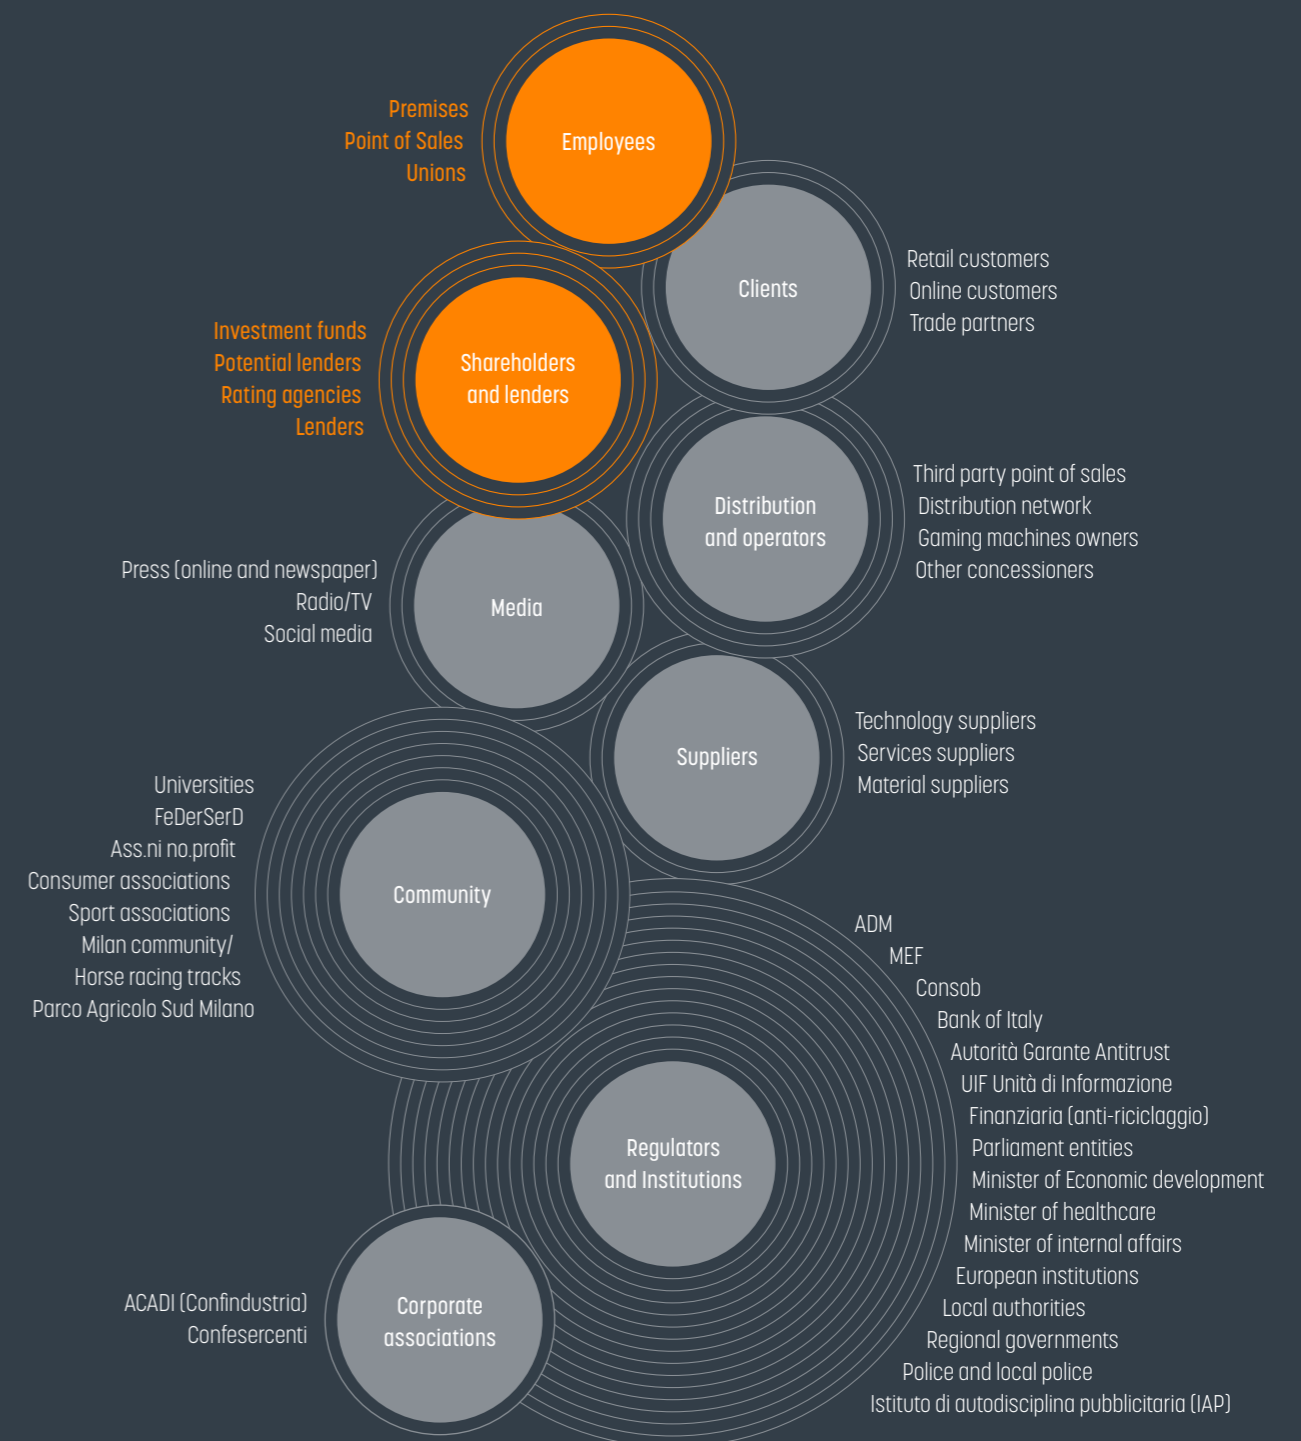 Premises
Point of Sales
Unions
Employees
Clients
Retail customers
Online customers
Trade partners
Investment funds
Potential lenders
Rating agencies
Lenders
Shareholders
and lenders
Distribution
and operators
Third party point of sales
Distribution network
Gaming machines owners
Other concessioners
Press (online and newspaper)
Radio/TV
Social media
Media
Suppliers
Technology suppliers
Services suppliers
Material suppliers
Universities
FeDerSerD
Ass.ni no.profit
Consumer associations
Sport associations
Milan community/
Horse racing tracks
Parco Agricolo Sud Milano
Community
Regulators
and Institutions
ADM
MEF
Consob
Bank of Italy
Autorità Garante Antitrust
UIF Unità di Informazione
Finanziaria (anti-riciclaggio)
Parliament entities
Minister of Economic development
Minister of healthcare
Minister of internal affairs
European institutions
Local authorities
Regional governments
Police and local police
Istituto di autodisciplina pubblicitaria (IAP)
ACADI (Confindustria)
Confesercenti
Corporate
associations